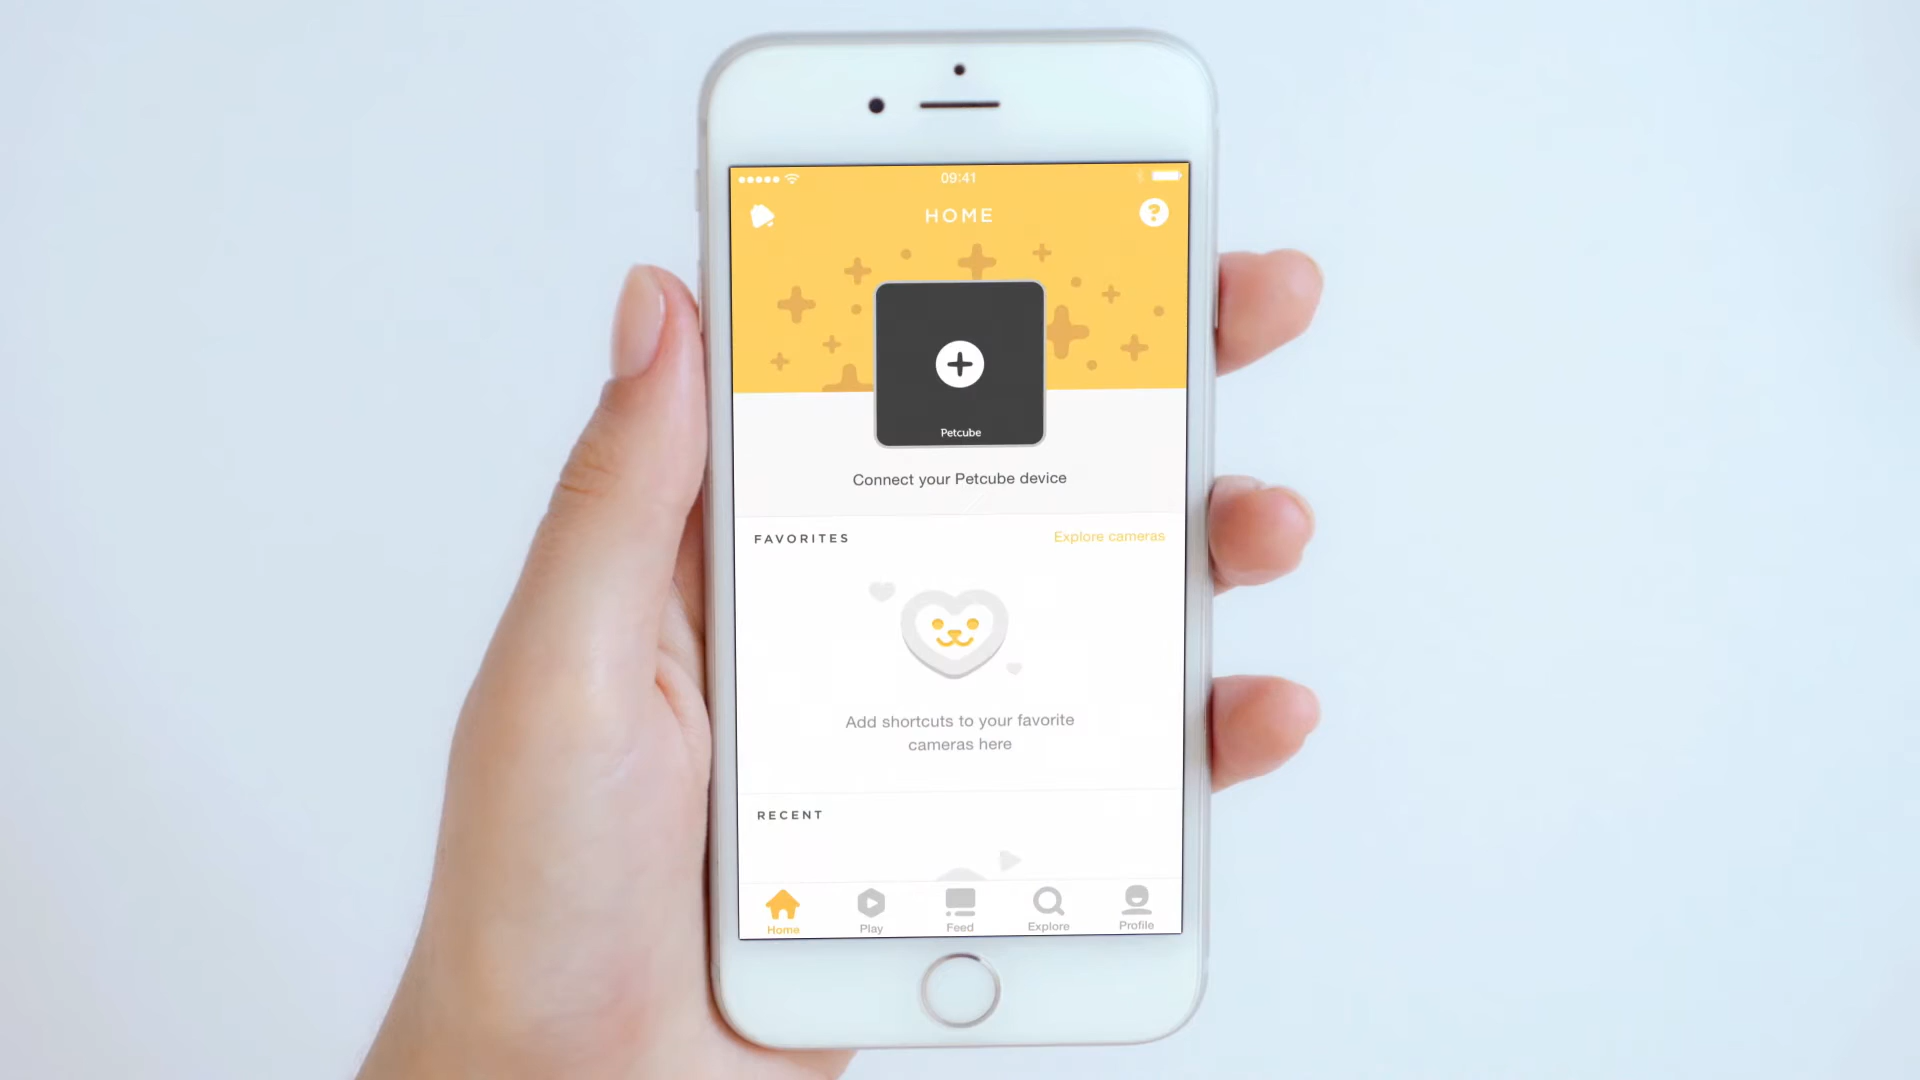 09:41
HOME
?
Petcube
Connect your Petcube device
FAVORITES
Explore cameras
Add shortcuts to your favorite
cameras here
RECENT
Home
Play
Feed
Explore
Profile